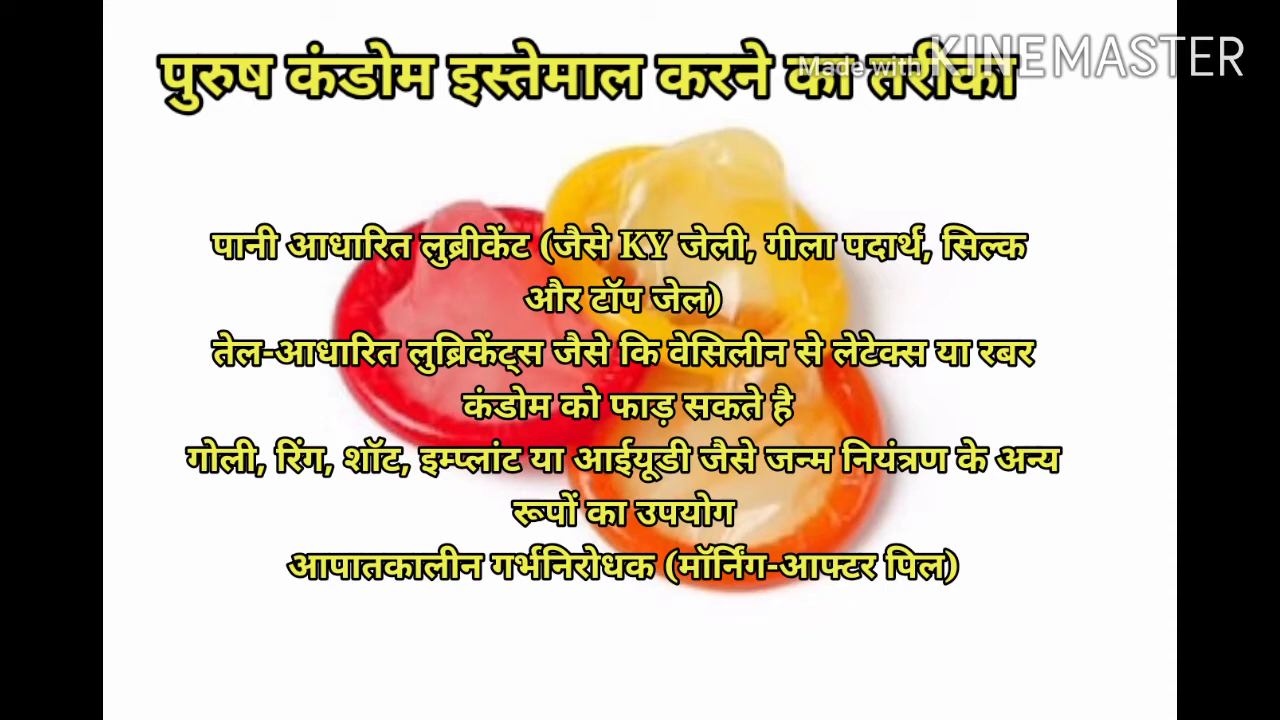 पुरुष कंडोम इस्तेमाल करने का तरीका
Made with KINEMASTER
पानी आधारित लुब्रीकेंट (जैसे KY जेली, गीला पदार्थ, सिल्क
और टॉप जेल)
तेल-आधारित लुब्रिकेंट्स जैसे कि वेसिलीन से लेटेक्स या रबर
कंडोम को फाड़ सकते है
गोली, रिंग, शॉट, इम्प्लांट या आईयूडी जैसे जन्म नियंत्रण के अन्य
रूपों का उपयोग
आपातकालीन गर्भनिरोधक (मॉर्निंग-आफ्टर पिल)